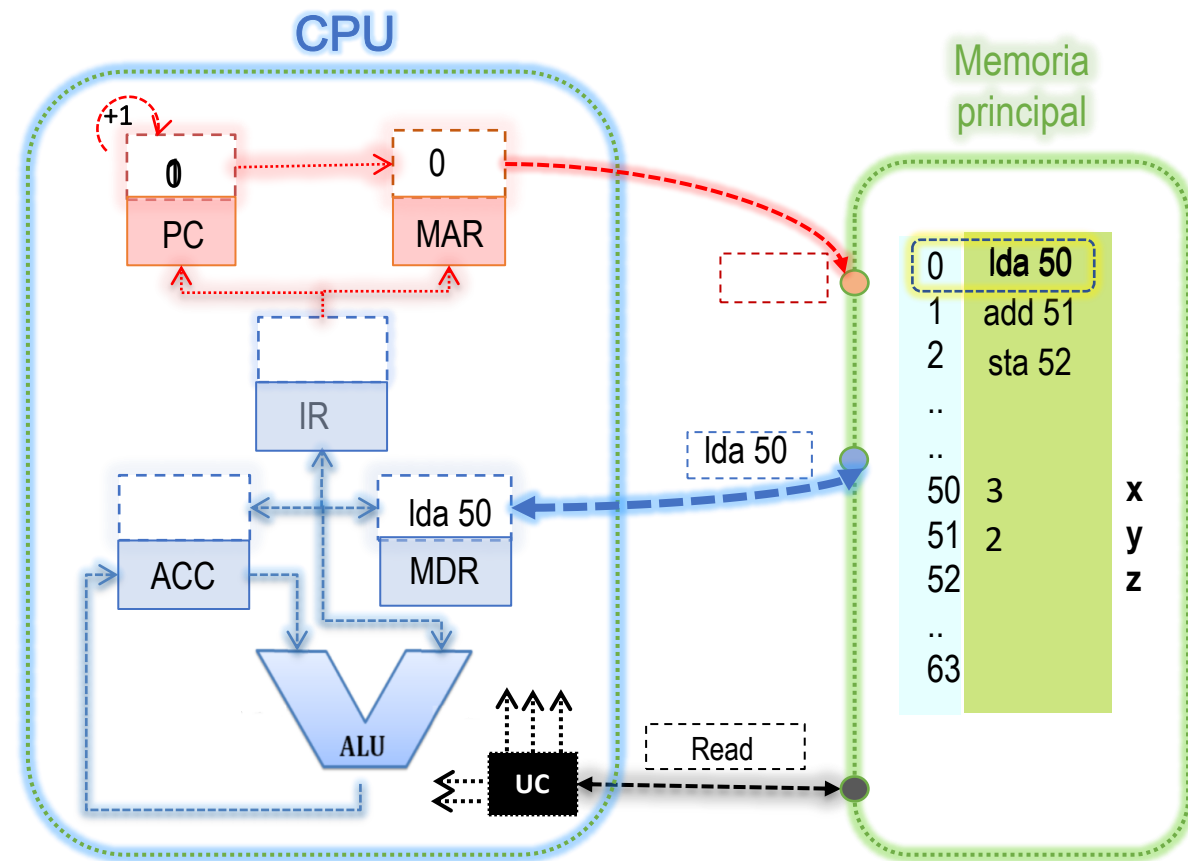 CPU
Memoria
principal
+1
0
PC
MAR
0 lda 50
1 add 51
2 sta 52
..
..
50 3 x
51 2 y
52 z
..
63
IR
lda 50
lda 50
ACC
MDR
ALU
UC
Read